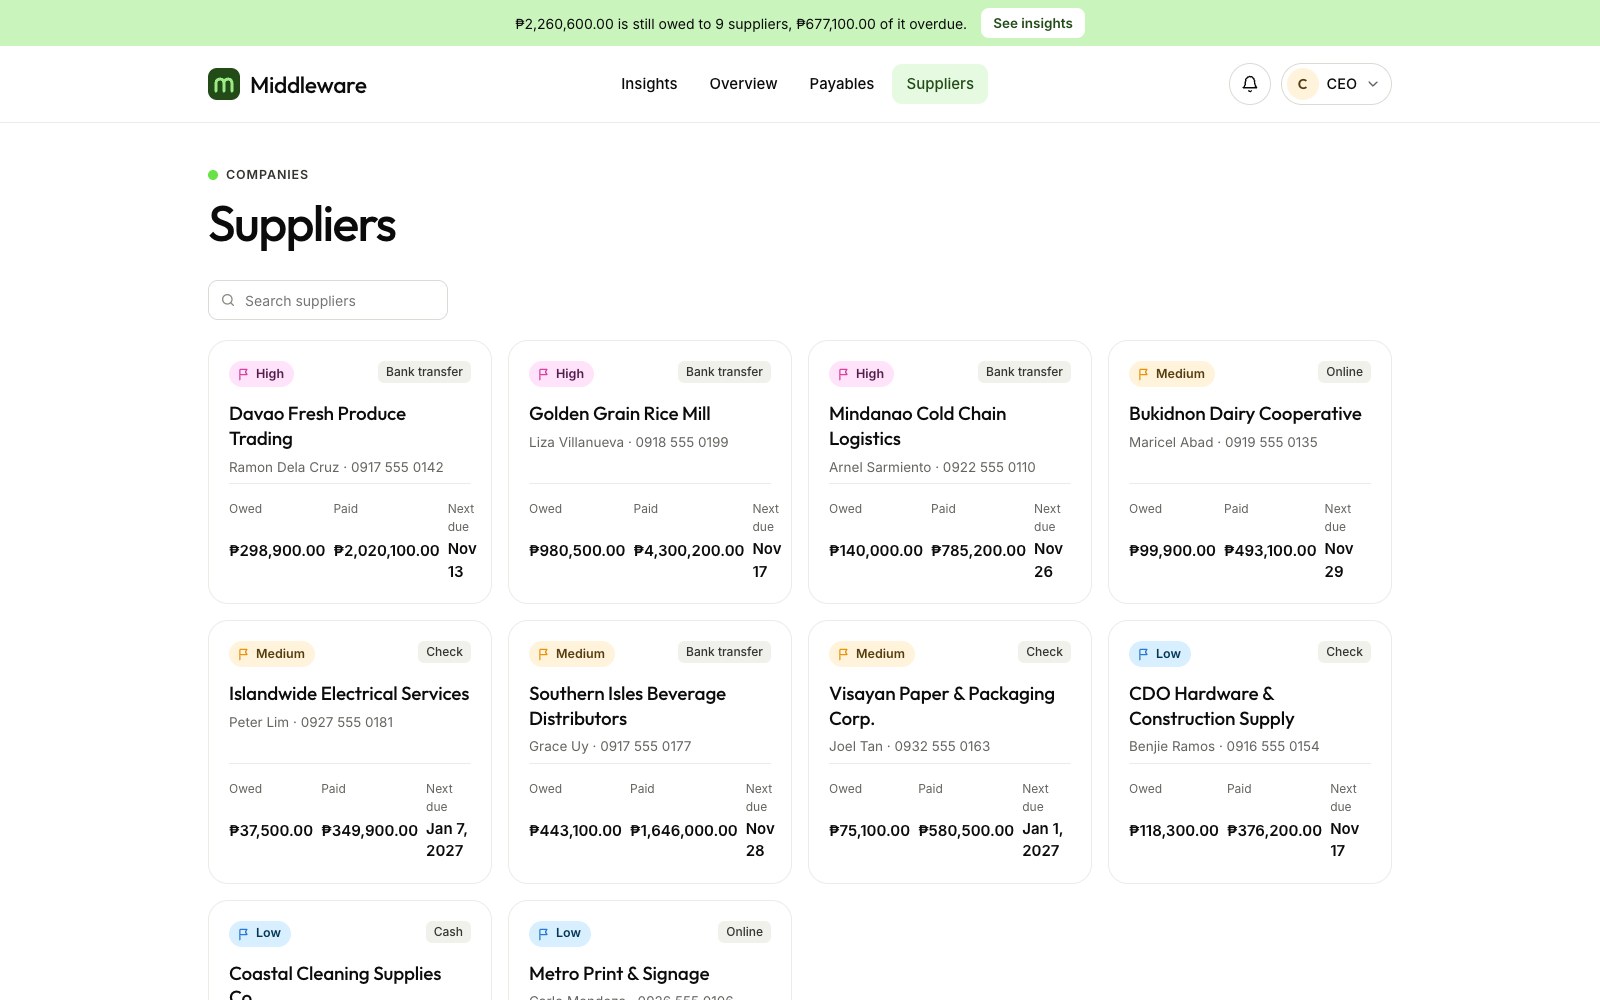 ₱2,260,600.00 is still owed to 9 suppliers, ₱677,100.00 of it overdue. See insights
m Middleware Insights Overview Payables Suppliers C CEO
COMPANIES
Suppliers
Search suppliers
High Bank transfer
Davao Fresh Produce
Trading
Ramon Dela Cruz · 0917 555 0142
Owed Paid Next
due
₱298,900.00 ₱2,020,100.00 Nov
13
High Bank transfer
Golden Grain Rice Mill
Liza Villanueva · 0918 555 0199
Owed Paid Next
due
₱980,500.00 ₱4,300,200.00 Nov
17
High Bank transfer
Mindanao Cold Chain
Logistics
Arnel Sarmiento · 0922 555 0110
Owed Paid Next
due
₱140,000.00 ₱785,200.00 Nov
26
Medium Online
Bukidnon Dairy Cooperative
Maricel Abad · 0919 555 0135
Owed Paid Next
due
₱99,900.00 ₱493,100.00 Nov
29
Medium Check
Islandwide Electrical Services
Peter Lim · 0927 555 0181
Owed Paid Next
due
₱37,500.00 ₱349,900.00 Jan 7,
2027
Medium Bank transfer
Southern Isles Beverage
Distributors
Grace Uy · 0917 555 0177
Owed Paid Next
due
₱443,100.00 ₱1,646,000.00 Nov
28
Medium Check
Visayan Paper & Packaging
Corp.
Joel Tan · 0932 555 0163
Owed Paid Next
due
₱75,100.00 ₱580,500.00 Jan 1,
2027
Low Check
CDO Hardware &
Construction Supply
Benjie Ramos · 0916 555 0154
Owed Paid Next
due
₱118,300.00 ₱376,200.00 Nov
17
Low Cash
Coastal Cleaning Supplies
Co.
Low Online
Metro Print & Signage